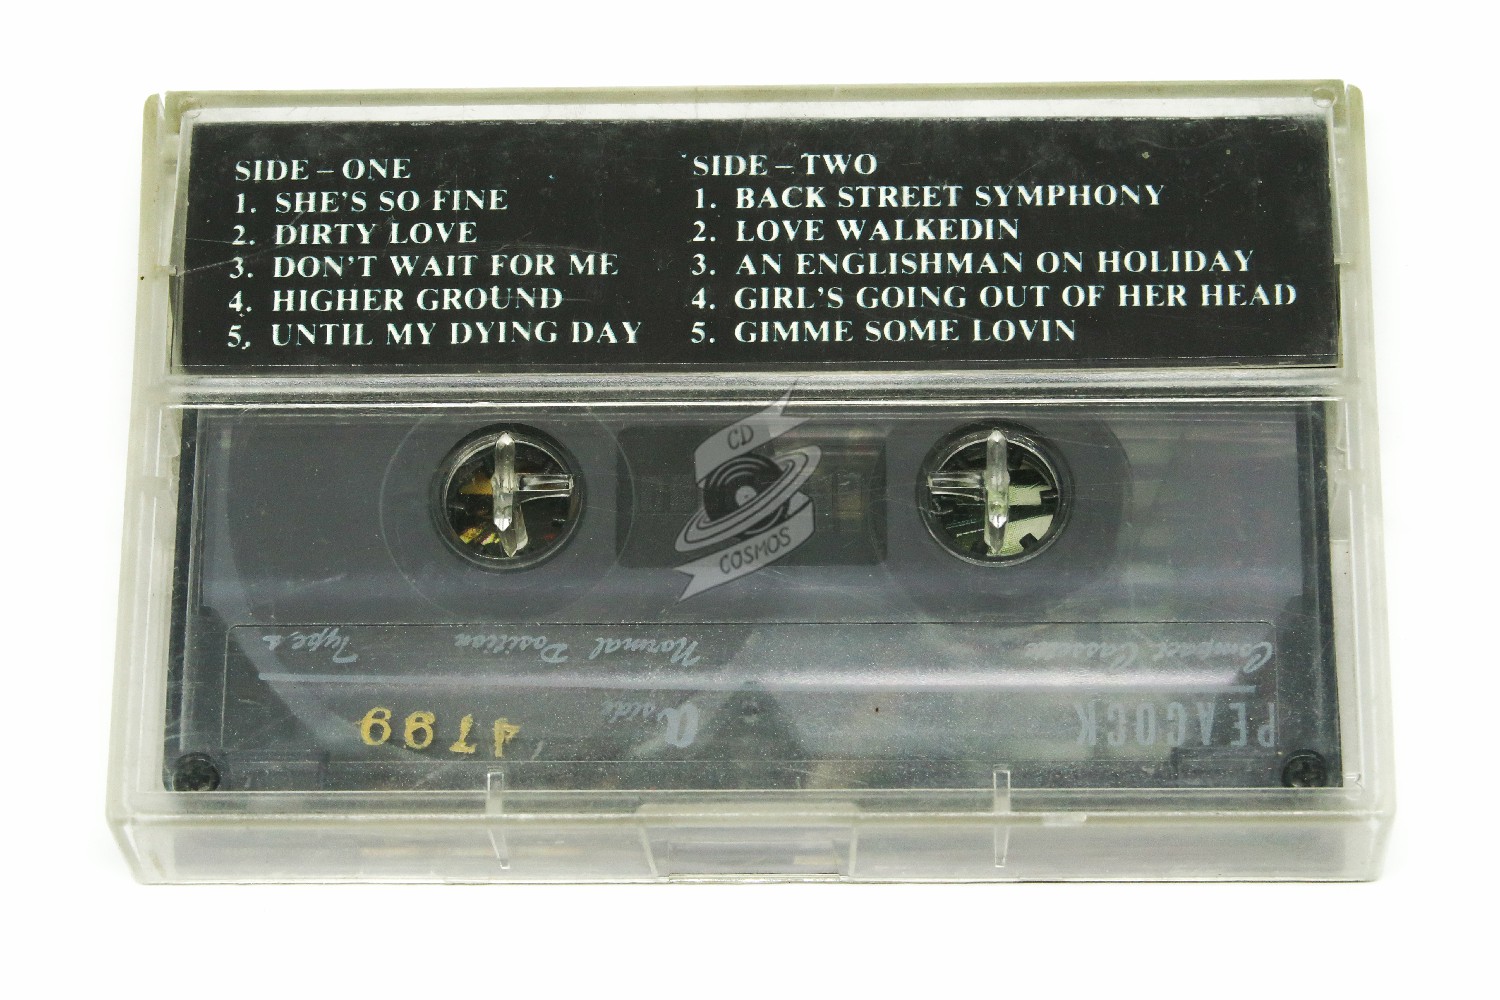 SIDE – ONE
1. SHE'S SO FINE
2. DIRTY LOVE
3. DON'T WAIT FOR ME
4. HIGHER GROUND
5. UNTIL MY DYING DAY
SIDE – TWO
1. BACK STREET SYMPHONY
2. LOVE WALKEDIN
3. AN ENGLISHMAN ON HOLIDAY
4. GIRL'S GOING OUT OF HER HEAD
5. GIMME SOME LOVIN
CD
COSMOS
Compact Cassette Normal Position Type
PEACOCK a side 4799